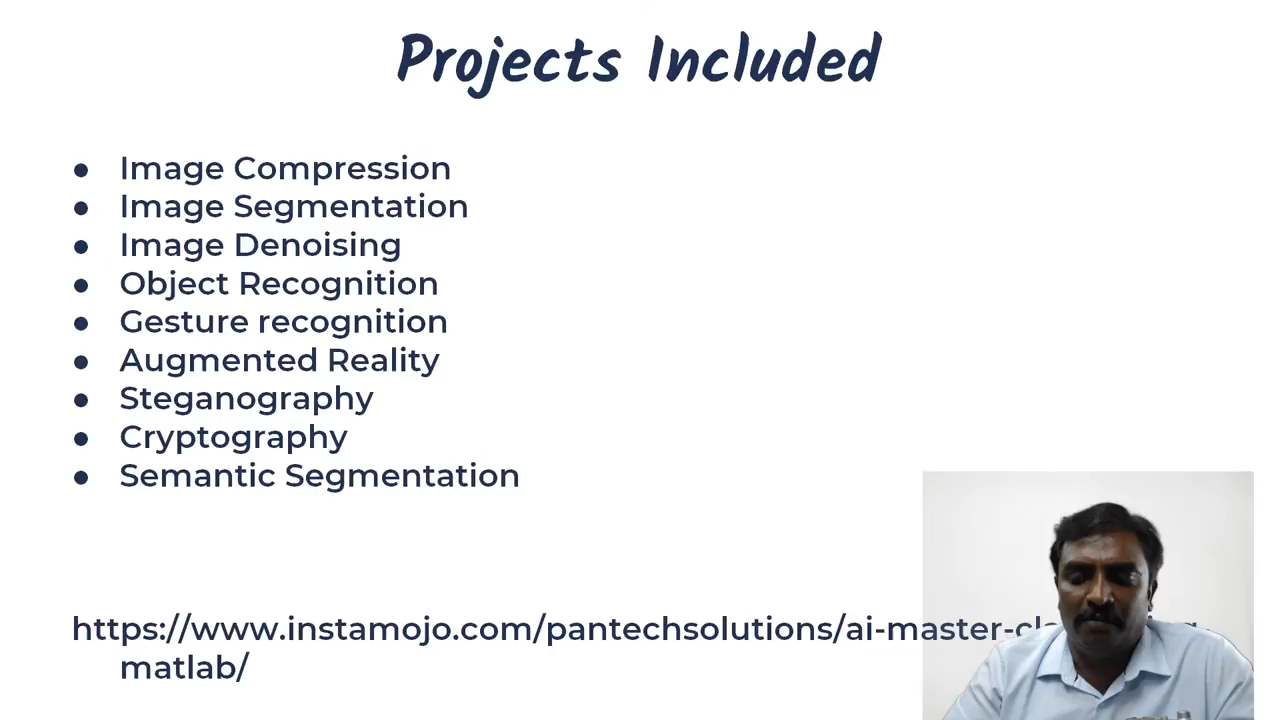 Projects Included
● Image Compression
● Image Segmentation
● Image Denoising
● Object Recognition
● Gesture recognition
● Augmented Reality
● Steganography
● Cryptography
● Semantic Segmentation
https://www.instamojo.com/pantechsolutions/ai-master-cl
matlab/